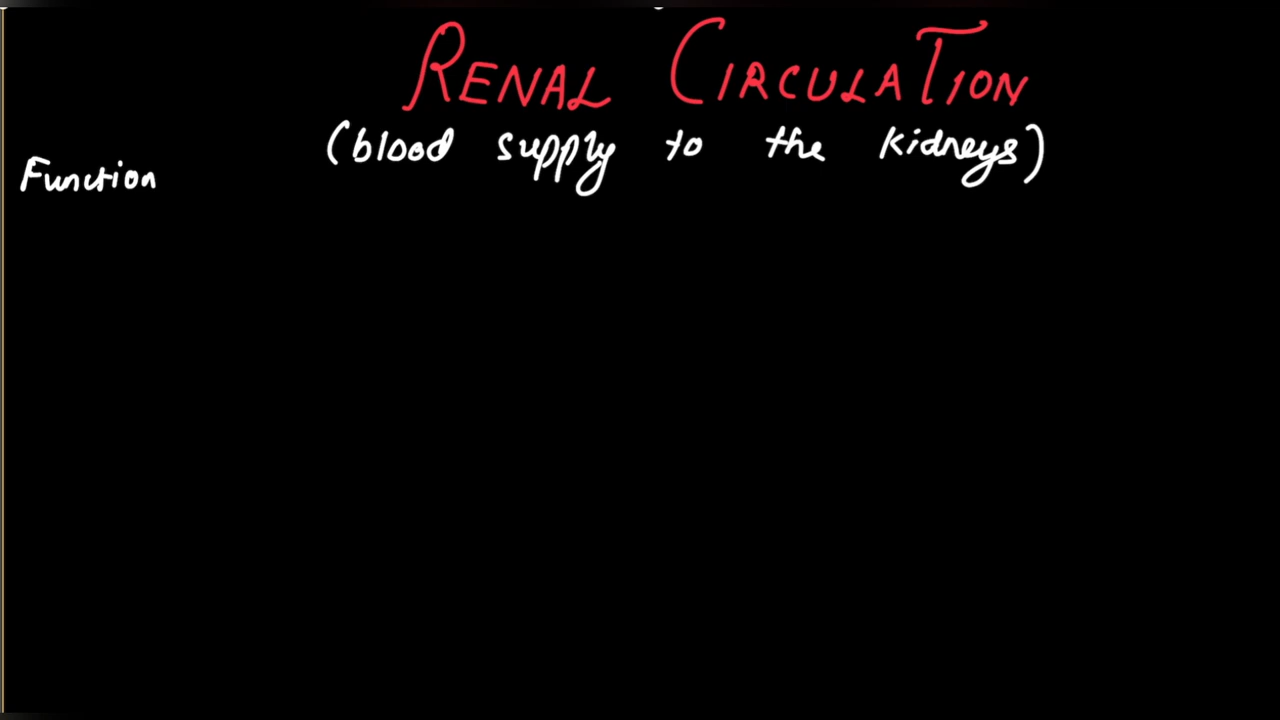 RENAL CIRCULATION
(blood supply to the kidneys)
Function